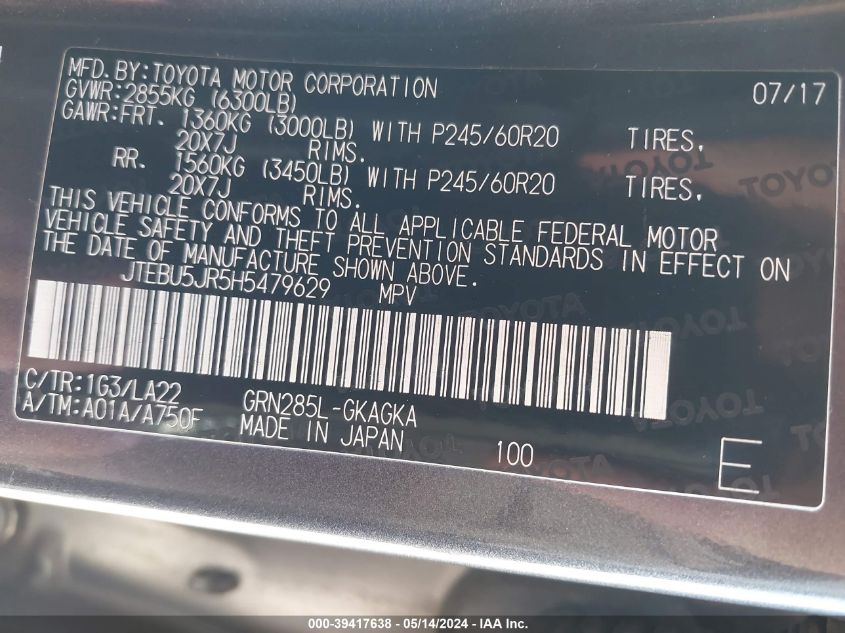 MFD.BY:TOYOTA MOTOR CORPORATION 07/17
GVWR:2855KG (6300LB)
GAWR:FRT. 1360KG (3000LB) WITH P245/60R20 TIRES,
20X7J RIMS.
RR. 1560KG (3450LB) WITH P245/60R20 TIRES,
20X7J RIMS.
THIS VEHICLE CONFORMS TO ALL APPLICABLE FEDERAL MOTOR
VEHICLE SAFETY AND THEFT PREVENTION STANDARDS IN EFFECT ON
THE DATE OF MANUFACTURE SHOWN ABOVE.
JTEBU5JR5H5479629 MPV
C/TR:1G3/LA22 GRN285L-GKAGKA
A/TM:A01A/A750F MADE IN JAPAN 100 E
000-39417638 - 05/14/2024 - IAA Inc.